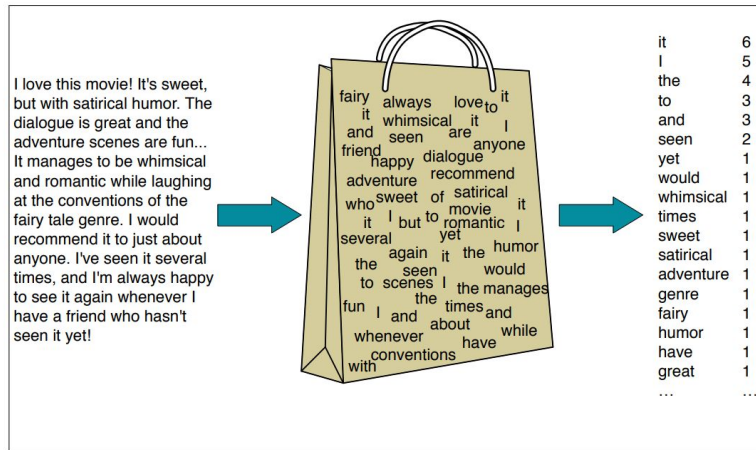 I love this movie! It's sweet,
but with satirical humor. The
dialogue is great and the
adventure scenes are fun...
It manages to be whimsical
and romantic while laughing
at the conventions of the
fairy tale genre. I would
recommend it to just about
anyone. I've seen it several
times, and I'm always happy
to see it again whenever I
have a friend who hasn't
seen it yet!
fairy always love to it
it whimsical it I
and seen are
friend anyone
happy dialogue
adventure recommend
who sweet of satirical
it I but to movie it
romantic I
several yet
again it the humor
the seen would
to scenes I the manages
fun the times and
I and about
whenever have while
conventions
with
it 6
I 5
the 4
to 3
and 3
seen 2
yet 1
would 1
whimsical 1
times 1
sweet 1
satirical 1
adventure 1
genre 1
fairy 1
humor 1
have 1
great 1
... ...